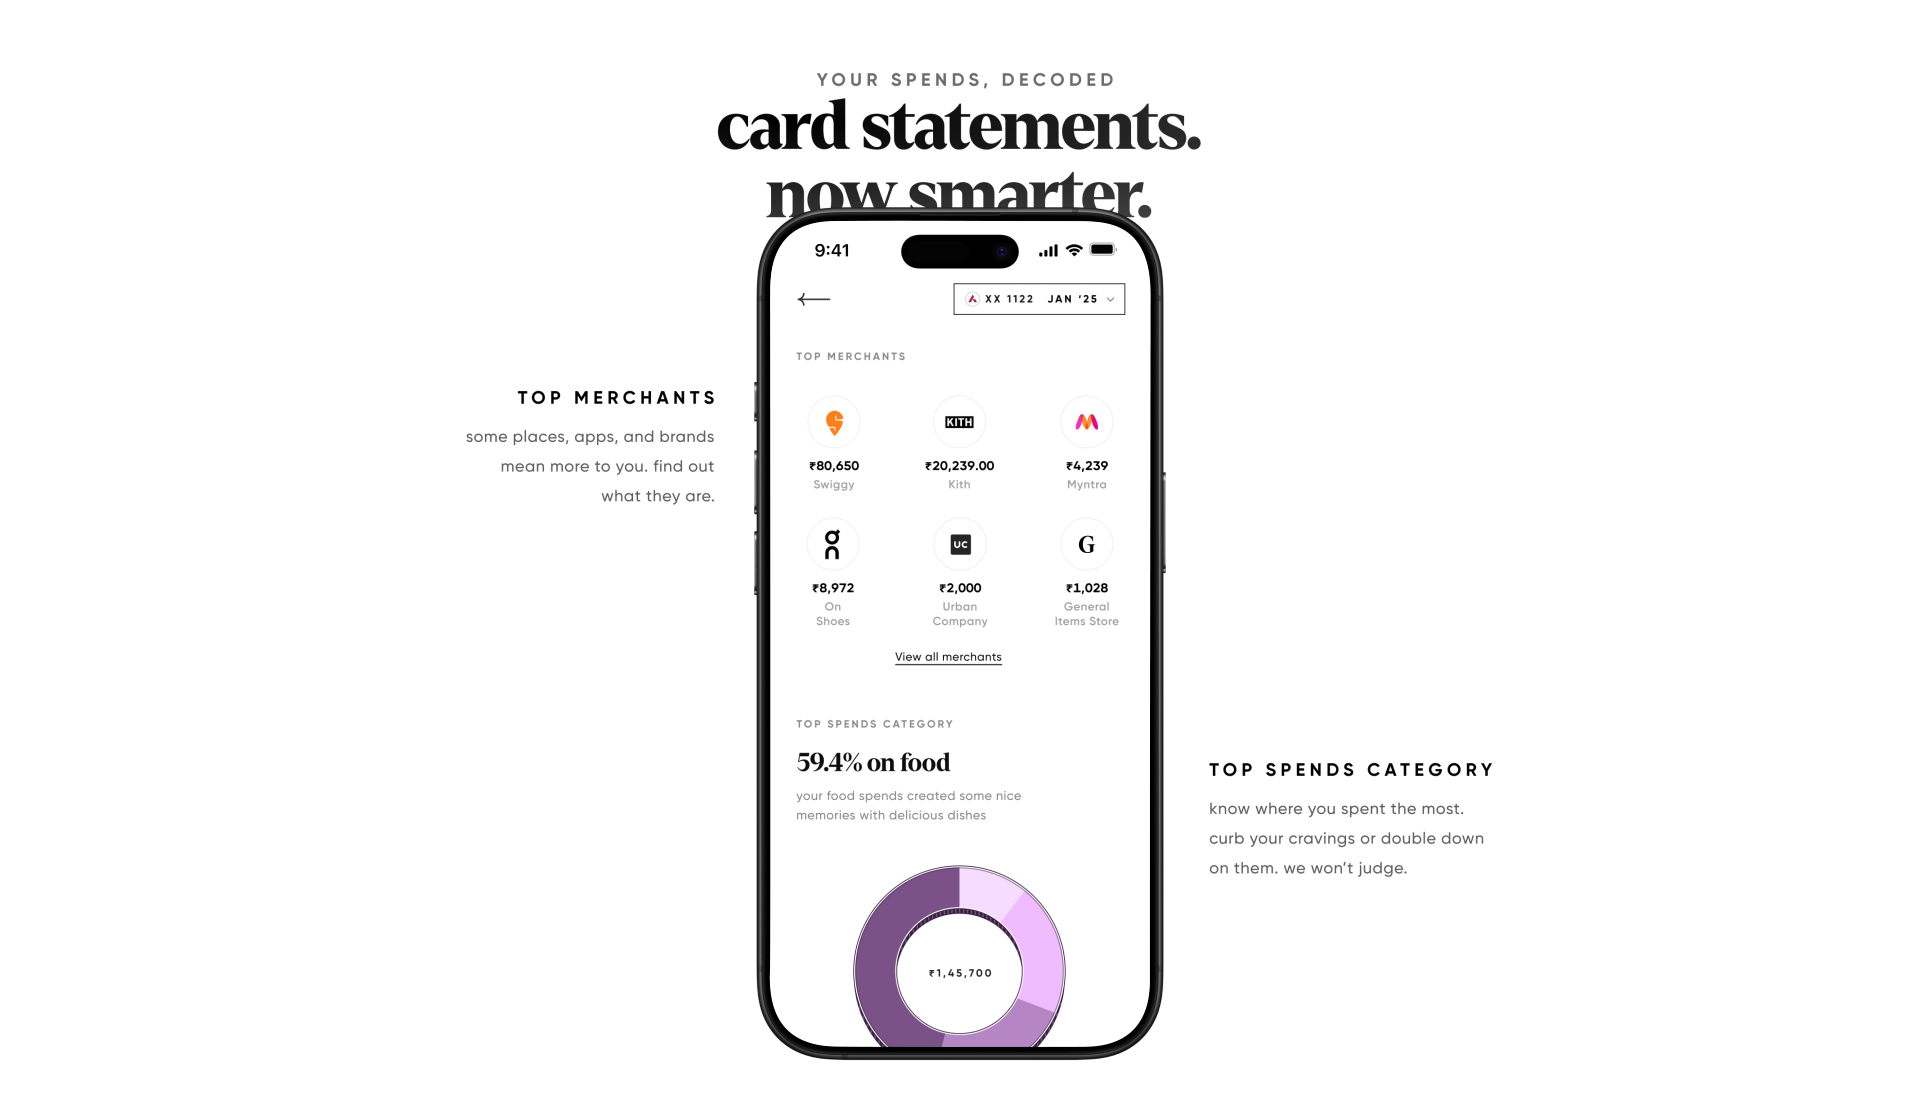 YOUR SPENDS, DECODED
card statements.
now smarter.
9:41
XX 1122 JAN '25
TOP MERCHANTS
TOP MERCHANTS
some places, apps, and brands
mean more to you. find out
what they are.
KITH
₹80,650
₹20,239.00
₹4,239
Swiggy
Kith
Myntra
on
UC
G
₹8,972
₹2,000
₹1,028
On
Shoes
Urban
Company
General
Items Store
View all merchants
TOP SPENDS CATEGORY
59.4% on food
your food spends created some nice
memories with delicious dishes
₹1,45,700
TOP SPENDS CATEGORY
know where you spent the most.
curb your cravings or double down
on them. we won't judge.